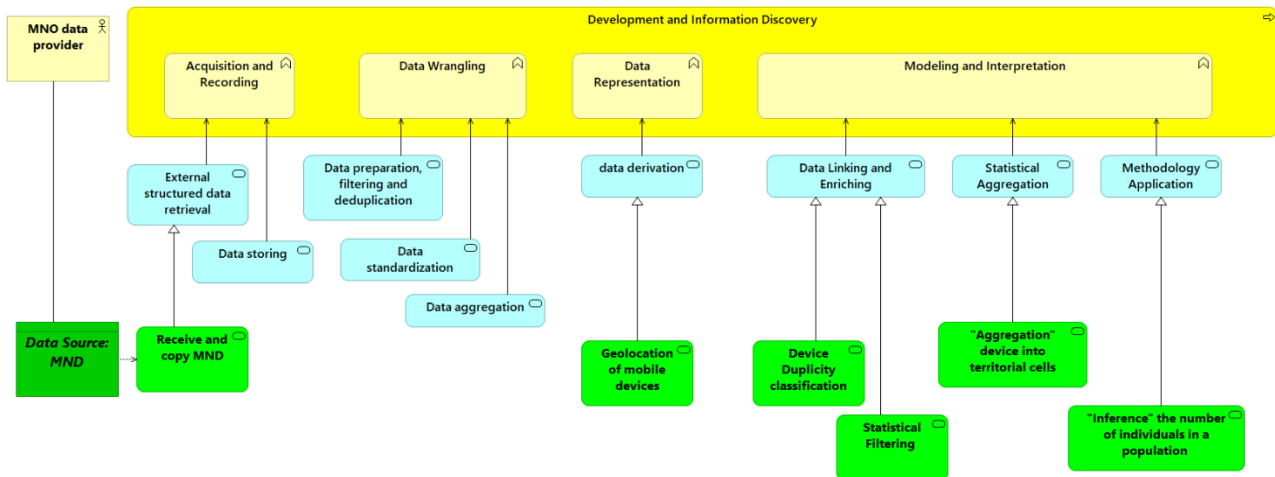 MNO data
provider
Development and Information Discovery
Acquisition and
Recording
Data Wrangling
Data
Representation
Modeling and Interpretation
External
structured data
retrieval
Data storing
Data preparation,
filtering and
deduplication
Data
standardization
Data aggregation
data derivation
Data Linking and
Enriching
Statistical
Aggregation
Methodology
Application
Data Source:
MND
Receive and
copy MND
Geolocation
of mobile
devices
Device
Duplicity
classification
Statistical
Filtering
"Aggregation"
device into
territorial cells
"Inference" the number
of individuals in a
population